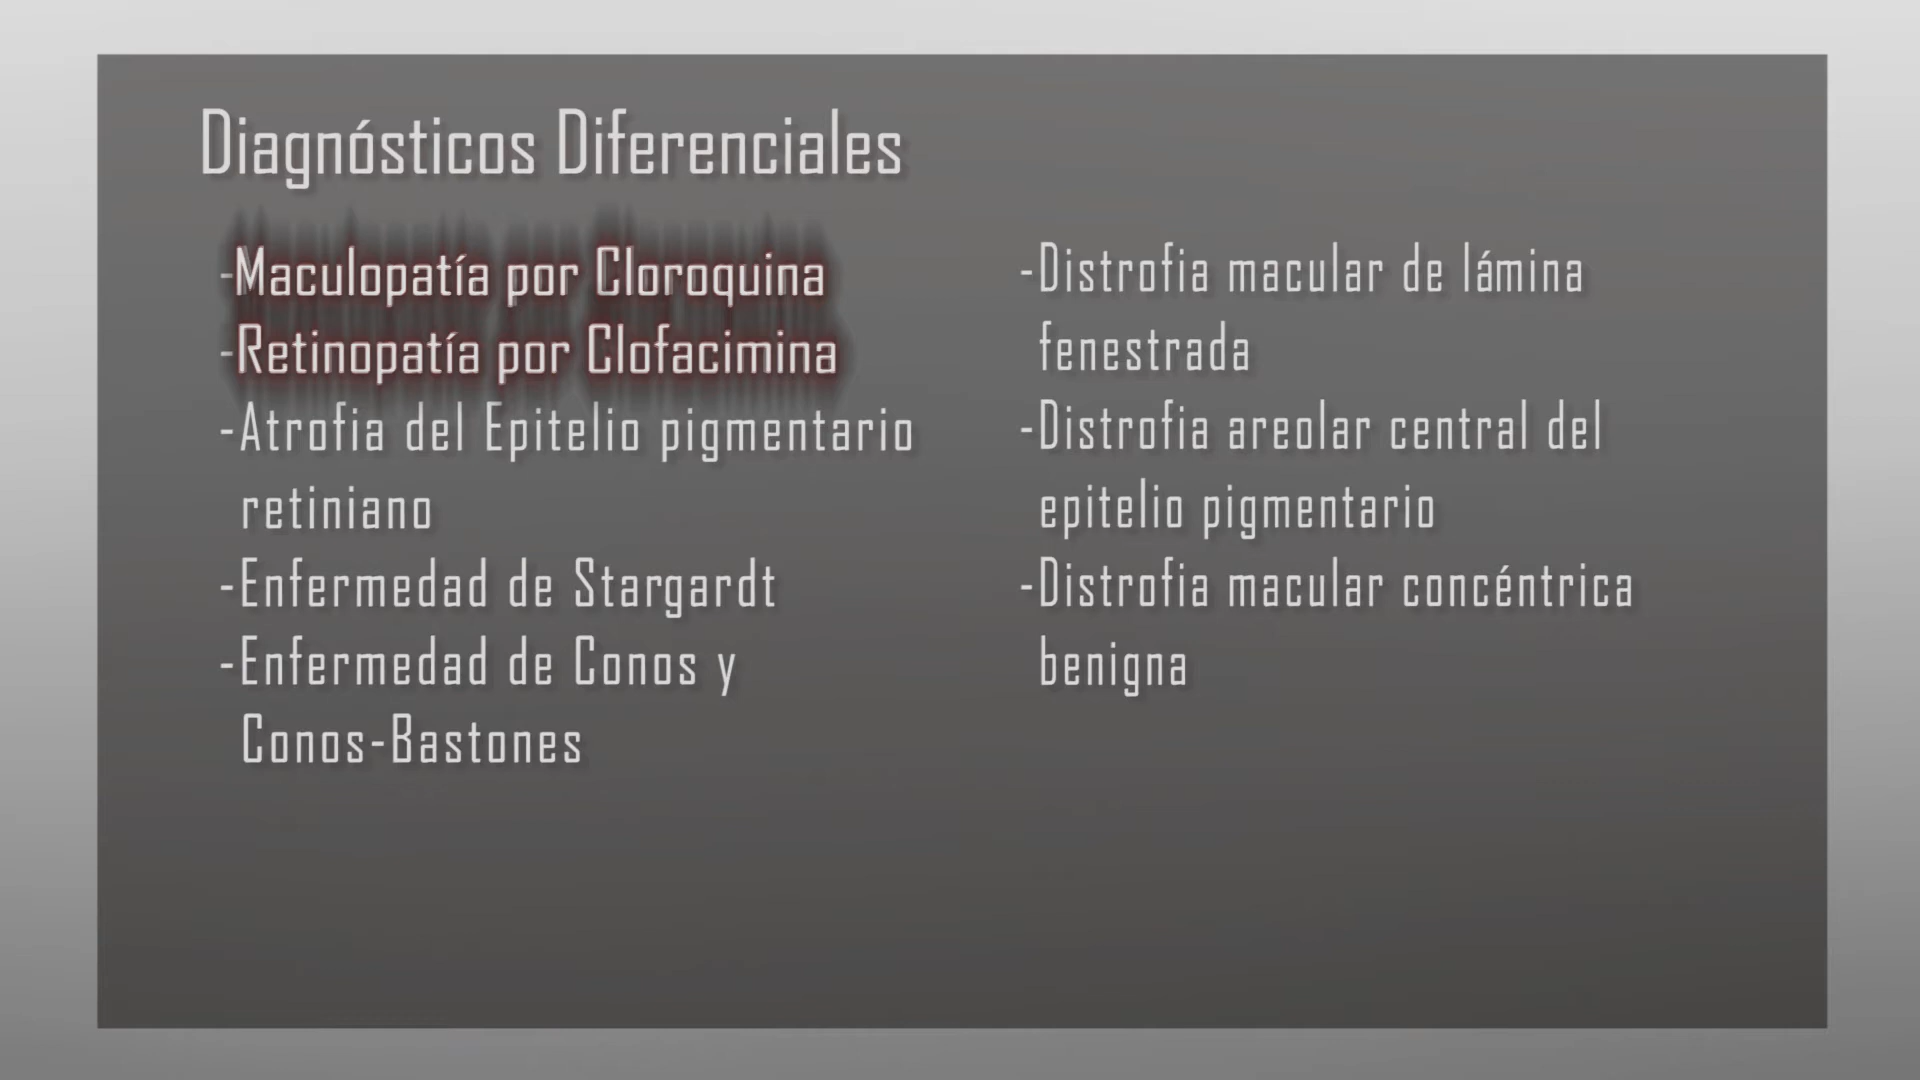 Diagnósticos Diferenciales
-Maculopatía por Cloroquina
-Retinopatía por Clofacimina
-Atrofia del Epitelio pigmentario
retiniano
-Enfermedad de Stargardt
-Enfermedad de Conos y
Conos-Bastones
-Distrofia macular de lámina
fenestrada
-Distrofia areolar central del
epitelio pigmentario
-Distrofia macular concéntrica
benigna